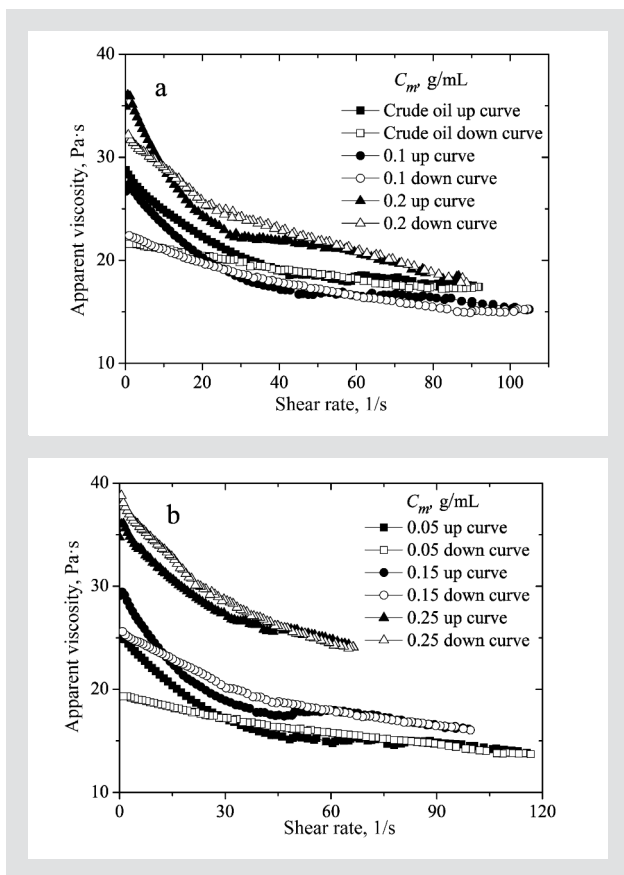 a
C_m, g/mL
Crude oil up curve
Crude oil down curve
0.1 up curve
0.1 down curve
0.2 up curve
0.2 down curve
Apparent viscosity, Pa·s
40
30
20
10
0 20 40 60 80 100
Shear rate, 1/s
b
C_m, g/mL
0.05 up curve
0.05 down curve
0.15 up curve
0.15 down curve
0.25 up curve
0.25 down curve
Apparent viscosity, Pa·s
40
30
20
10
0 30 60 90 120
Shear rate, 1/s